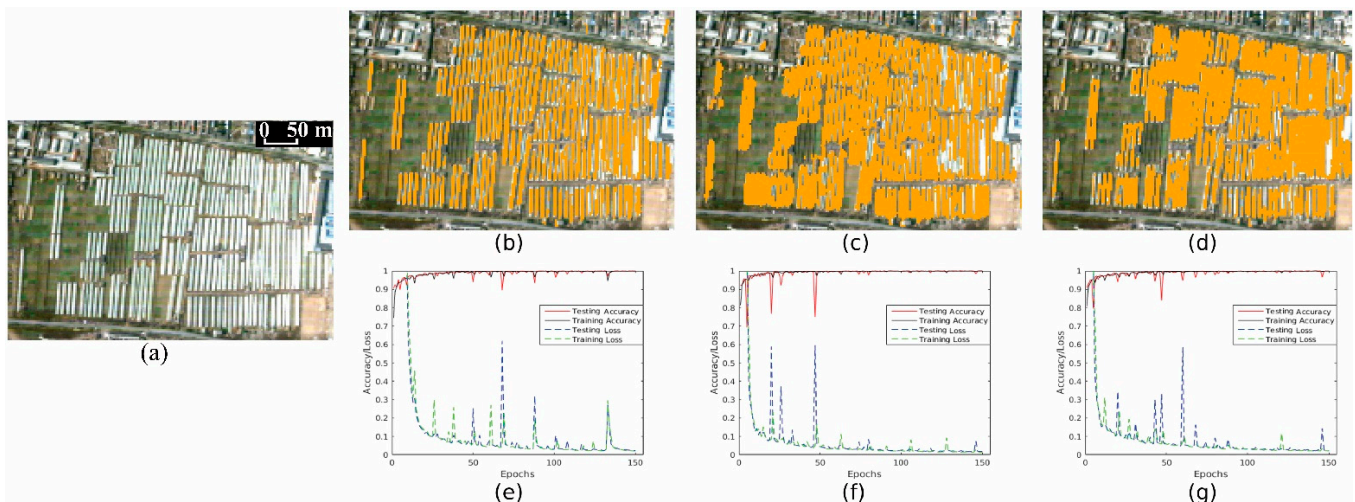 0 50 m
(a)
(b)
(c)
(d)
1
0.9
0.8
0.7
0.6
0.5
0.4
0.3
0.2
0.1
0
Accuracy/Loss
Testing Accuracy
Training Accuracy
Testing Loss
Training Loss
0 50 100 150
Epochs
(e)
1
0.9
0.8
0.7
0.6
0.5
0.4
0.3
0.2
0.1
0
Accuracy/Loss
Testing Accuracy
Training Accuracy
Testing Loss
Training Loss
0 50 100 150
Epochs
(f)
1
0.9
0.8
0.7
0.6
0.5
0.4
0.3
0.2
0.1
0
Accuracy/Loss
Testing Accuracy
Training Accuracy
Testing Loss
Training Loss
0 50 100 150
Epochs
(g)